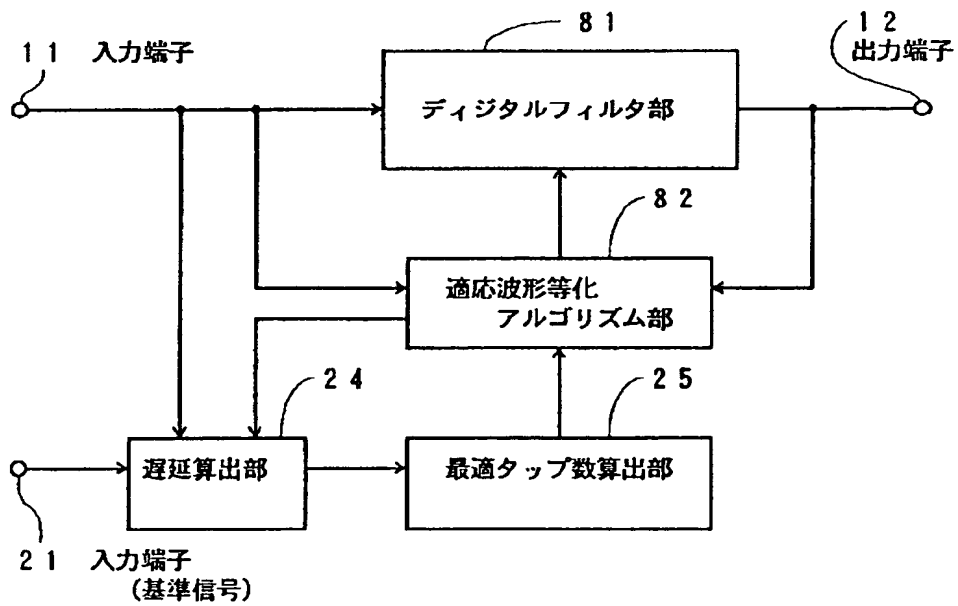 ８１
１２
出力端子
１１ 入力端子
ディジタルフィルタ部
８２
適応波形等化
アルゴリズム部
２４
２５
遅延算出部
最適タップ数算出部
２１ 入力端子
(基準信号)